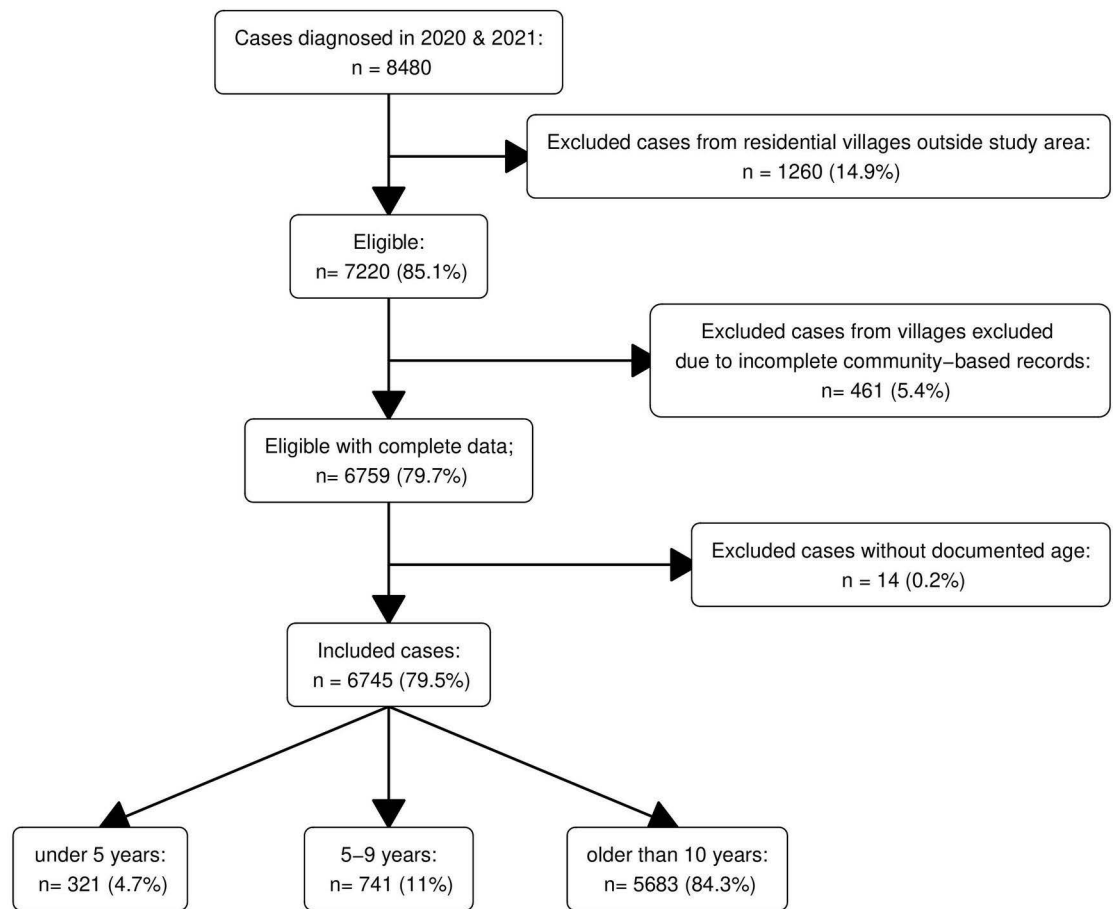 Cases diagnosed in 2020 & 2021:
n = 8480
Excluded cases from residential villages outside study area:
n = 1260 (14.9%)
Eligible:
n= 7220 (85.1%)
Excluded cases from villages excluded
due to incomplete community−based records:
n= 461 (5.4%)
Eligible with complete data;
n= 6759 (79.7%)
Excluded cases without documented age:
n = 14 (0.2%)
Included cases:
n = 6745 (79.5%)
under 5 years:
n= 321 (4.7%)
5−9 years:
n= 741 (11%)
older than 10 years:
n= 5683 (84.3%)